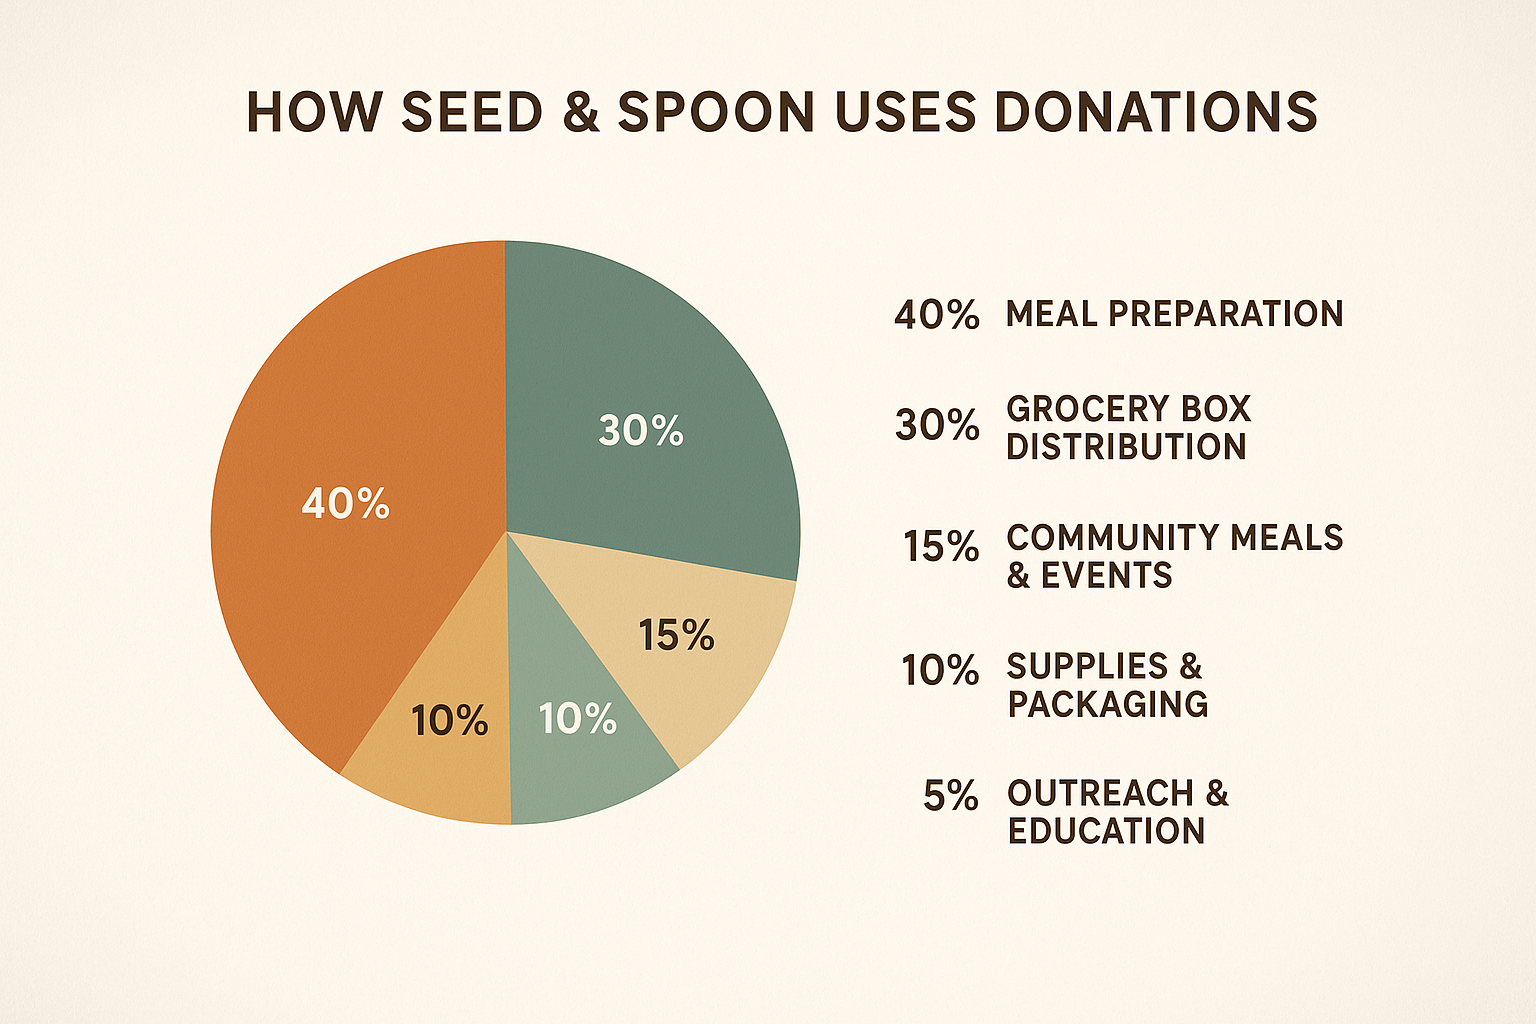 HOW SEED & SPOON USES DONATIONS
30%
40%
15%
10%
10%
40% MEAL PREPARATION
30% GROCERY BOX
DISTRIBUTION
15% COMMUNITY MEALS
& EVENTS
10% SUPPLIES &
PACKAGING
5% OUTREACH &
EDUCATION